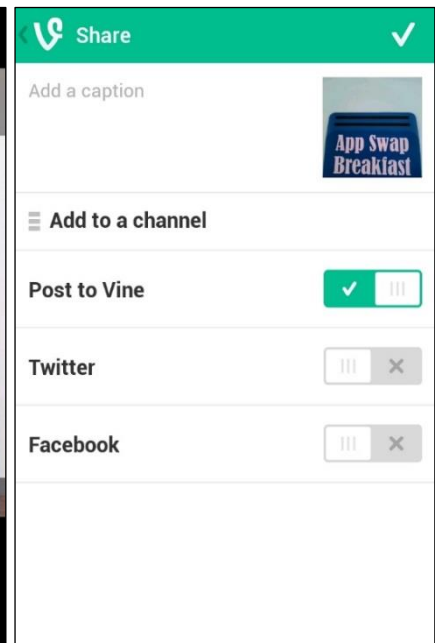 Share
Add a caption
App Swap
Breakfast
Add to a channel
Post to Vine
Twitter
Facebook